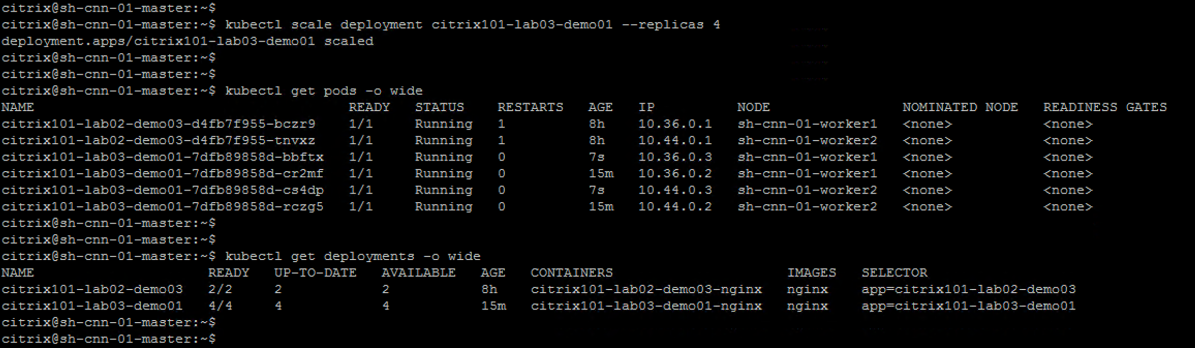 citrix@sh-cnn-01-master:~$
citrix@sh-cnn-01-master:~$ kubectl scale deployment citrix101-lab03-demo01 --replicas 4
deployment.apps/citrix101-lab03-demo01 scaled
citrix@sh-cnn-01-master:~$
citrix@sh-cnn-01-master:~$
citrix@sh-cnn-01-master:~$ kubectl get pods -o wide
NAME READY STATUS RESTARTS AGE IP NODE NOMINATED NODE READINESS GATES
citrix101-lab02-demo03-d4fb7f955-bczr9 1/1 Running 1 8h 10.36.0.1 sh-cnn-01-worker1 <none> <none>
citrix101-lab02-demo03-d4fb7f955-tnvxz 1/1 Running 1 8h 10.44.0.1 sh-cnn-01-worker2 <none> <none>
citrix101-lab03-demo01-7dfb89858d-bbftx 1/1 Running 0 7s 10.36.0.3 sh-cnn-01-worker1 <none> <none>
citrix101-lab03-demo01-7dfb89858d-cr2mf 1/1 Running 0 15m 10.36.0.2 sh-cnn-01-worker1 <none> <none>
citrix101-lab03-demo01-7dfb89858d-cs4dp 1/1 Running 0 7s 10.44.0.3 sh-cnn-01-worker2 <none> <none>
citrix101-lab03-demo01-7dfb89858d-rczg5 1/1 Running 0 15m 10.44.0.2 sh-cnn-01-worker2 <none> <none>
citrix@sh-cnn-01-master:~$
citrix@sh-cnn-01-master:~$
citrix@sh-cnn-01-master:~$ kubectl get deployments -o wide
NAME READY UP-TO-DATE AVAILABLE AGE CONTAINERS IMAGES SELECTOR
citrix101-lab02-demo03 2/2 2 2 8h citrix101-lab02-demo03-nginx nginx app=citrix101-lab02-demo03
citrix101-lab03-demo01 4/4 4 4 15m citrix101-lab03-demo01-nginx nginx app=citrix101-lab03-demo01
citrix@sh-cnn-01-master:~$
citrix@sh-cnn-01-master:~$